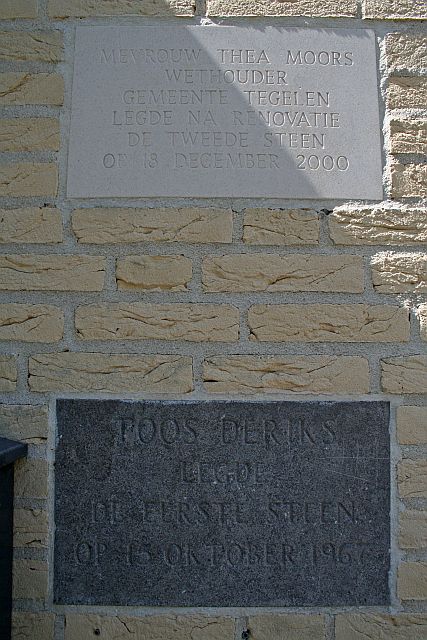 MEVROUW THEA MOORS
WETHOUDER
GEMEENTE TEGELEN
LEGDE NA RENOVATIE
DE TWEEDE STEEN
OP 18 DECEMBER 2000
TOOS DERIKS
LEGDE
DE EERSTE STEEN
OP 15 OKTOBER 1967